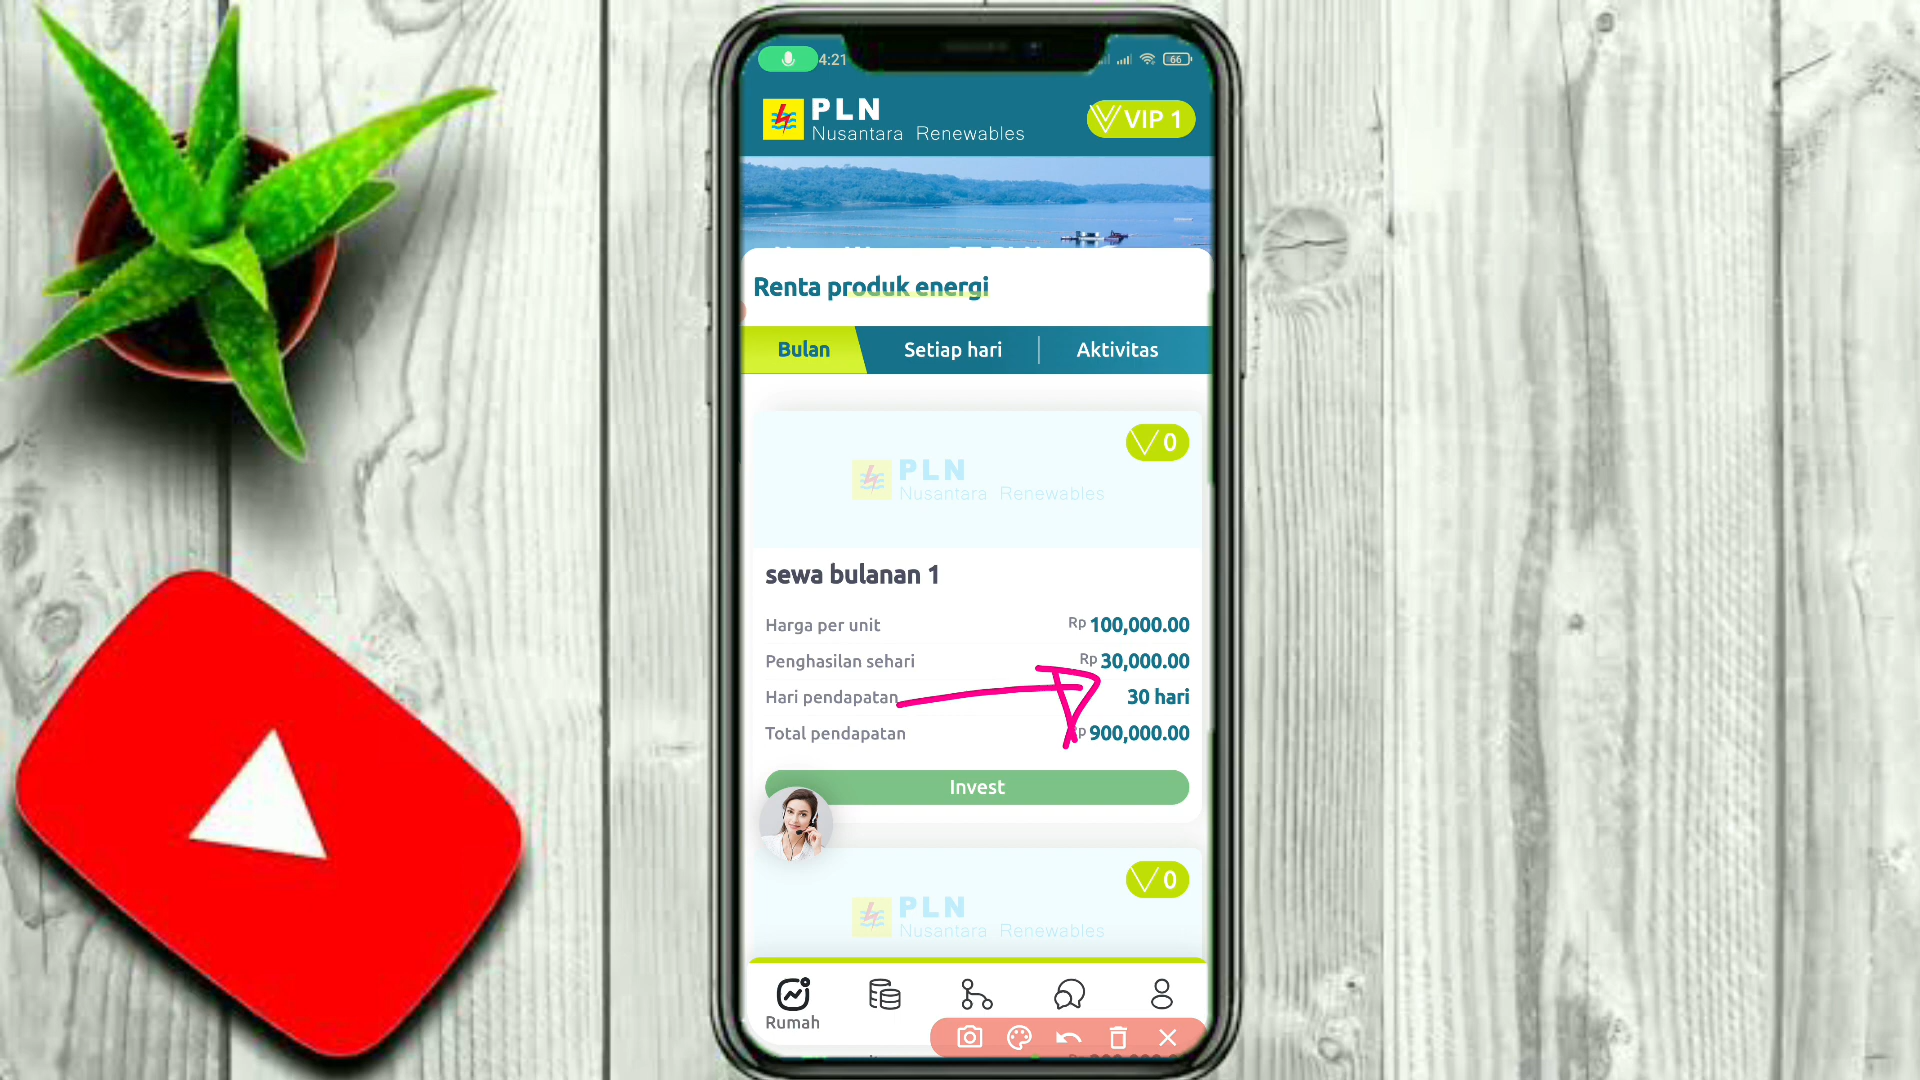 4:21
66
PLN
Nusantara Renewables
VIP 1
Renta produk energi
Bulan
Setiap hari
Aktivitas
0
PLN
Nusantara Renewables
sewa bulanan 1
Harga per unit Rp 100,000.00
Penghasilan sehari Rp 30,000.00
Hari pendapatan 30 hari
Total pendapatan Rp 900,000.00
Invest
0
PLN
Nusantara Renewables
Rumah